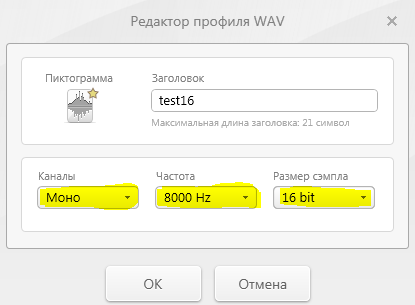 Редактор профиля WAV
Пиктограмма
Заголовок
test16
Максимальная длина заголовка: 21 символ
Каналы
Частота
Размер сэмпла
Моно
8000 Hz
16 bit
ОК
Отмена